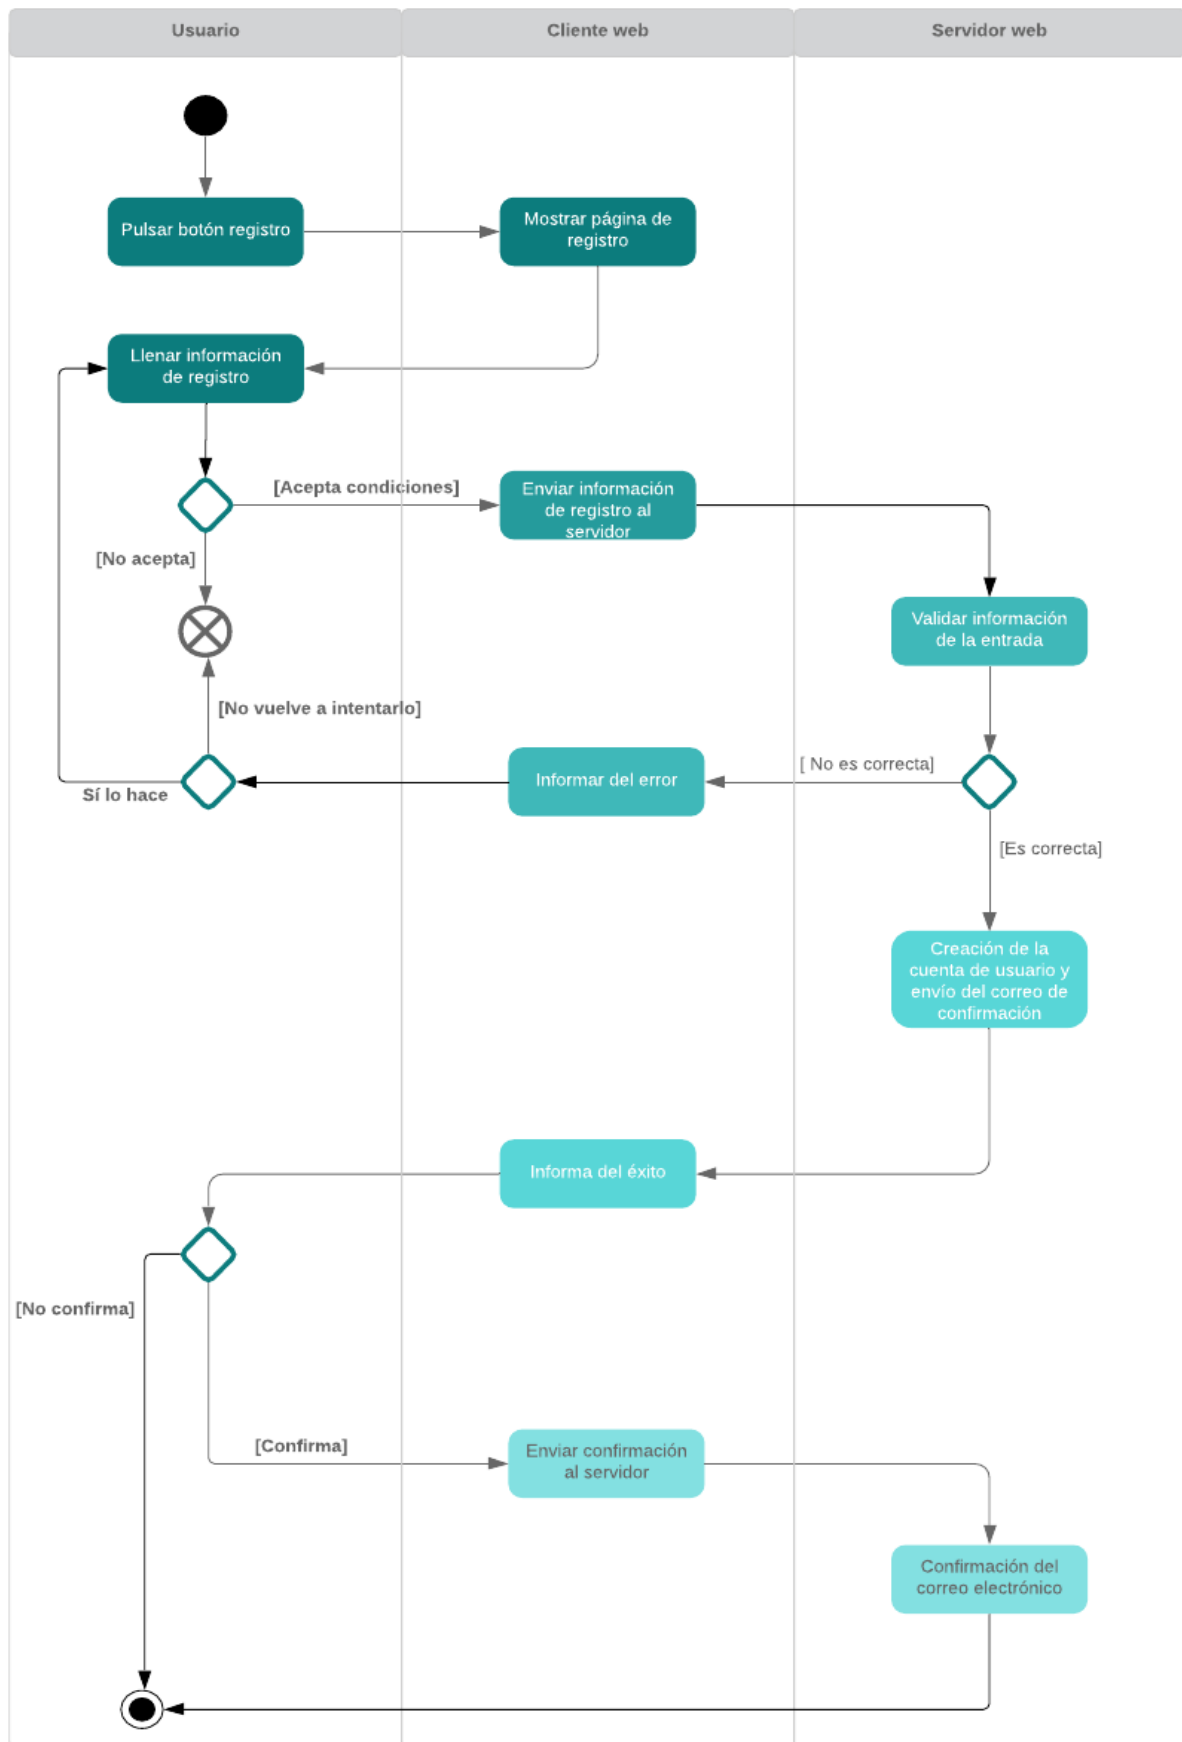 Usuario
Cliente web
Servidor web
Pulsar botón registro
Mostrar página de
registro
Llenar información
de registro
[Acepta condiciones]
Enviar información
de registro al
servidor
[No acepta]
Validar información
de la entrada
[No vuelve a intentarlo]
[ No es correcta]
Informar del error
Sí lo hace
[Es correcta]
Creación de la
cuenta de usuario y
envío del correo de
confirmación
Informa del éxito
[No confirma]
[Confirma]
Enviar confirmación
al servidor
Confirmación del
correo electrónico